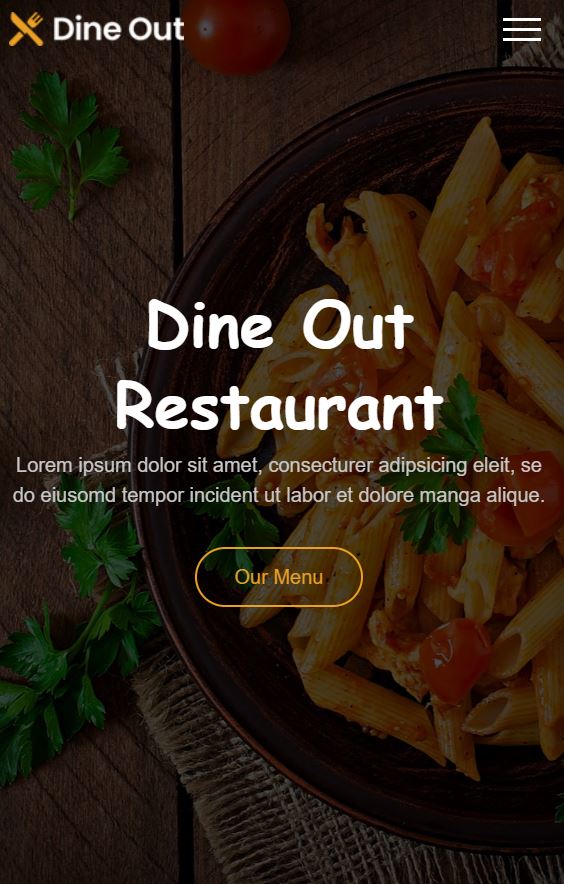 Dine Out
Dine Out
Restaurant
Lorem ipsum dolor sit amet, consecturer adipsicing eleit, se
do eiusomd tempor incident ut labor et dolore manga alique.
Our Menu